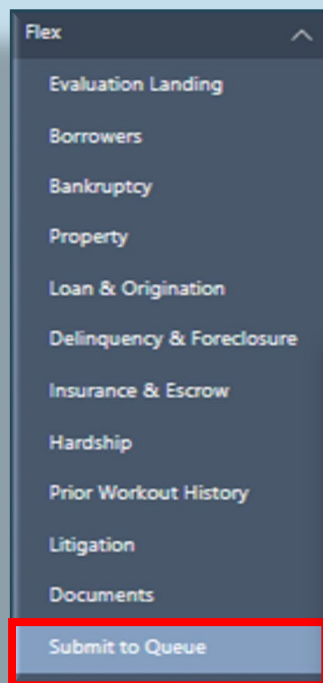 Flex
Evaluation Landing
Borrowers
Bankruptcy
Property
Loan & Origination
Delinquency & Foreclosure
Insurance & Escrow
Hardship
Prior Workout History
Litigation
Documents
Submit to Queue